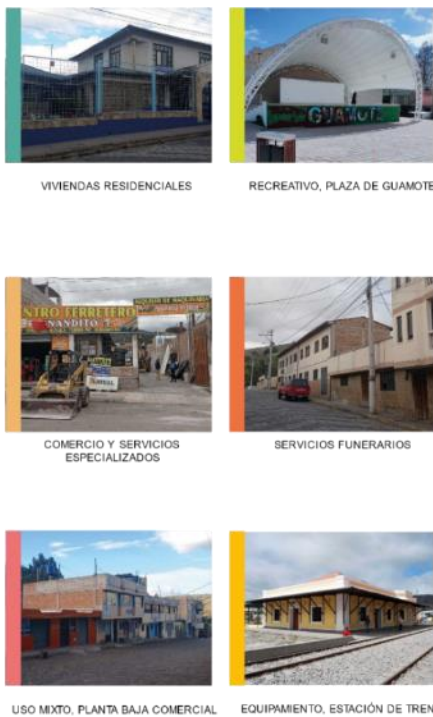 GUAMOTE
VIVIENDAS RESIDENCIALES
RECREATIVO, PLAZA DE GUAMOTE
NTRO FERRETERO
NANDITO
COMERCIO Y SERVICIOS
ESPECIALIZADOS
SERVICIOS FUNERARIOS
USO MIXTO, PLANTA BAJA COMERCIAL
EQUIPAMIENTO, ESTACIÓN DE TREN